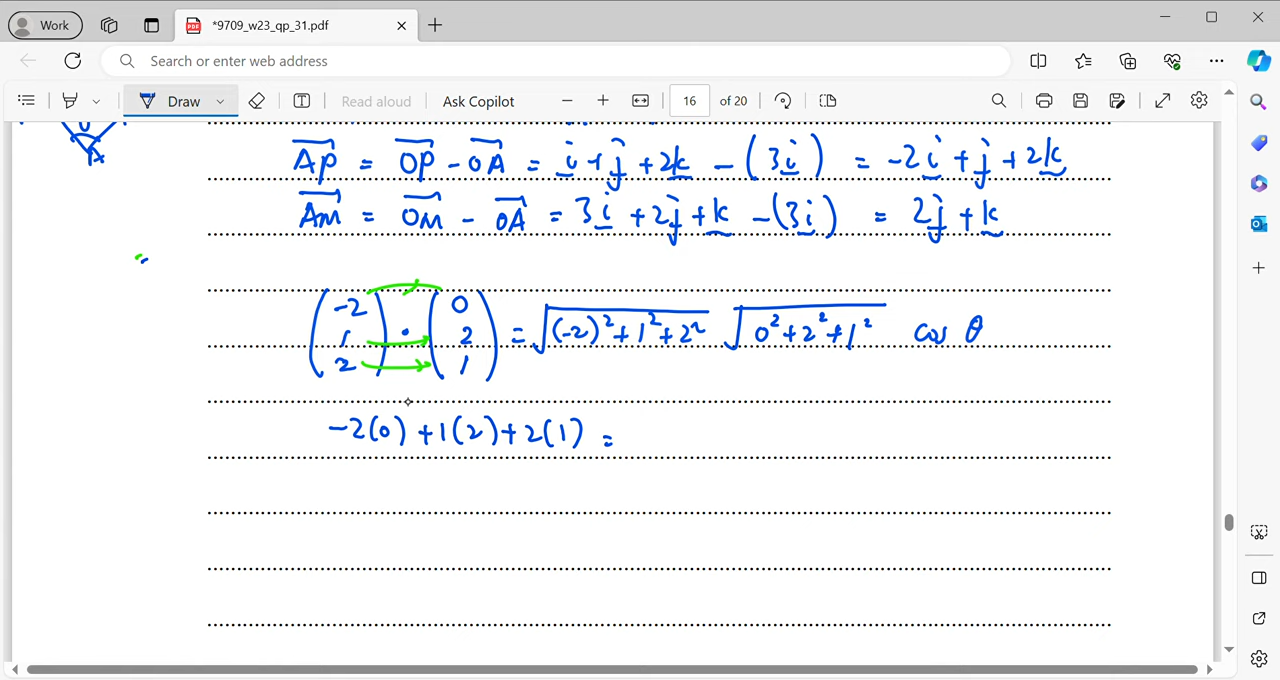 Work
*9709_w23_qp_31.pdf
Search or enter web address
Draw
Read aloud
Ask Copilot
16 of 20
A
AP = OP - OA = i + j + 2k - (3i) = -2i + j + 2k
AM = OM - OA = 3i + 2j + k - (3i) = 2j + k
(-2 1 2) · (0 2 1) = √((-2)² + 1² + 2²) √(0² + 2² + 1²) cos θ
-2(0) + 1(2) + 2(1) =